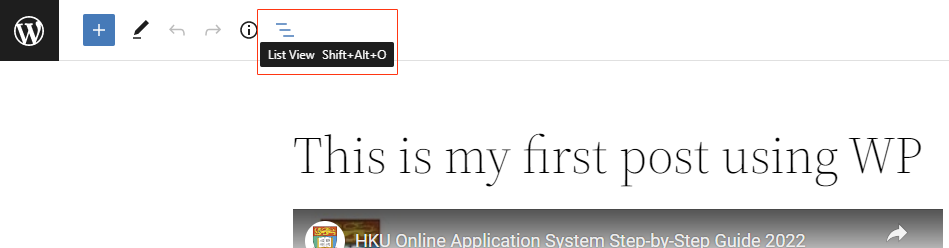 List View Shift+Alt+O
This is my first post using WP
HKU Online Application System Step-by-Step Guide 2022